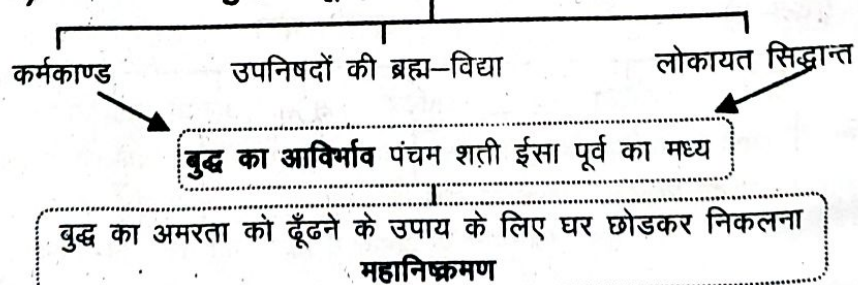 कर्मकाण्ड उपनिषदों की ब्रह्म–विद्या लोकायत सिद्धान्त
बुद्ध का आविर्भाव पंचम शती ईसा पूर्व का मध्य
बुद्ध का अमरता को ढूँढने के उपाय के लिए घर छोडकर निकलना
महानिष्क्रमण